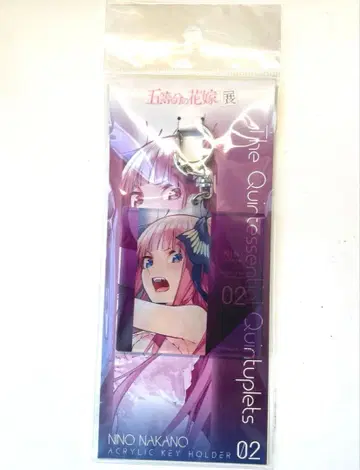 五等分の花嫁 展
The Quintessential Quintuplets
02
NINO NAKANO
ACRYLIC KEY HOLDER 02